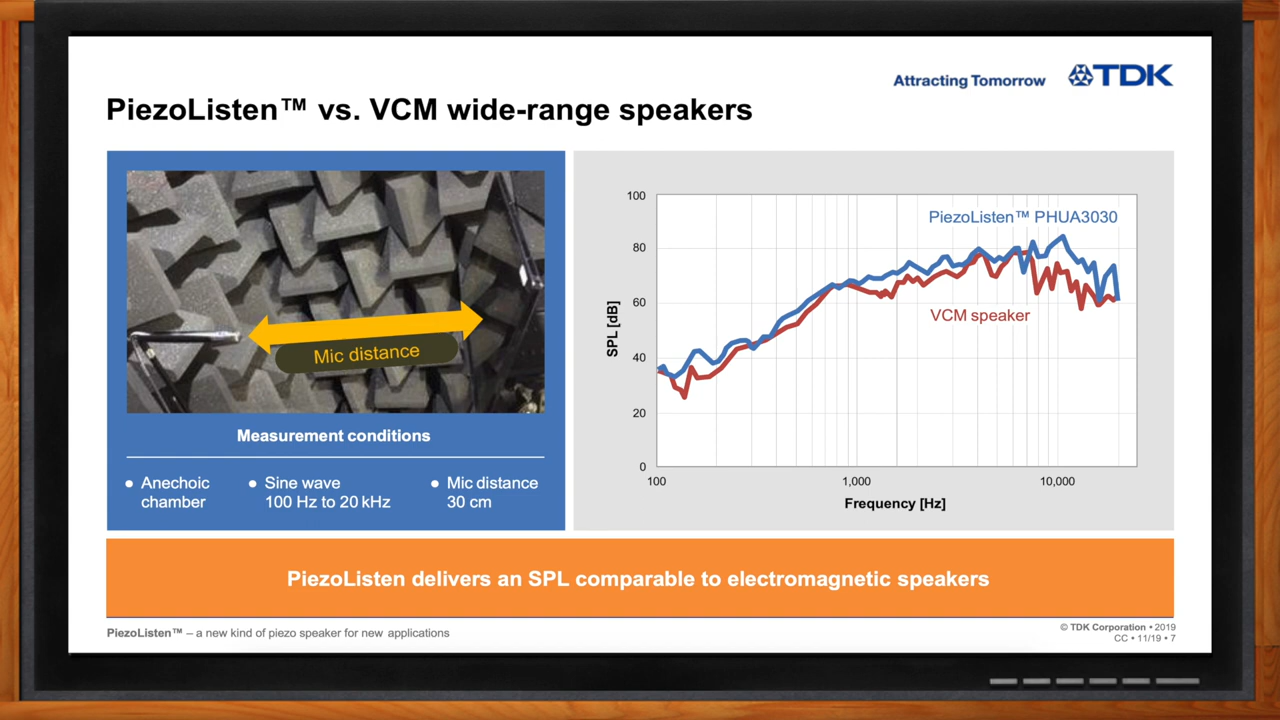 Attracting Tomorrow
TDK
PiezoListen™ vs. VCM wide-range speakers
Mic distance
Measurement conditions
● Anechoic
chamber
● Sine wave
100 Hz to 20 kHz
● Mic distance
30 cm
SPL [dB]
100
80
60
40
20
0
PiezoListen™ PHUA3030
VCM speaker
100
1,000
10,000
Frequency [Hz]
PiezoListen delivers an SPL comparable to electromagnetic speakers
PiezoListen™ – a new kind of piezo speaker for new applications
© TDK Corporation • 2019
CC • 11/19 • 7